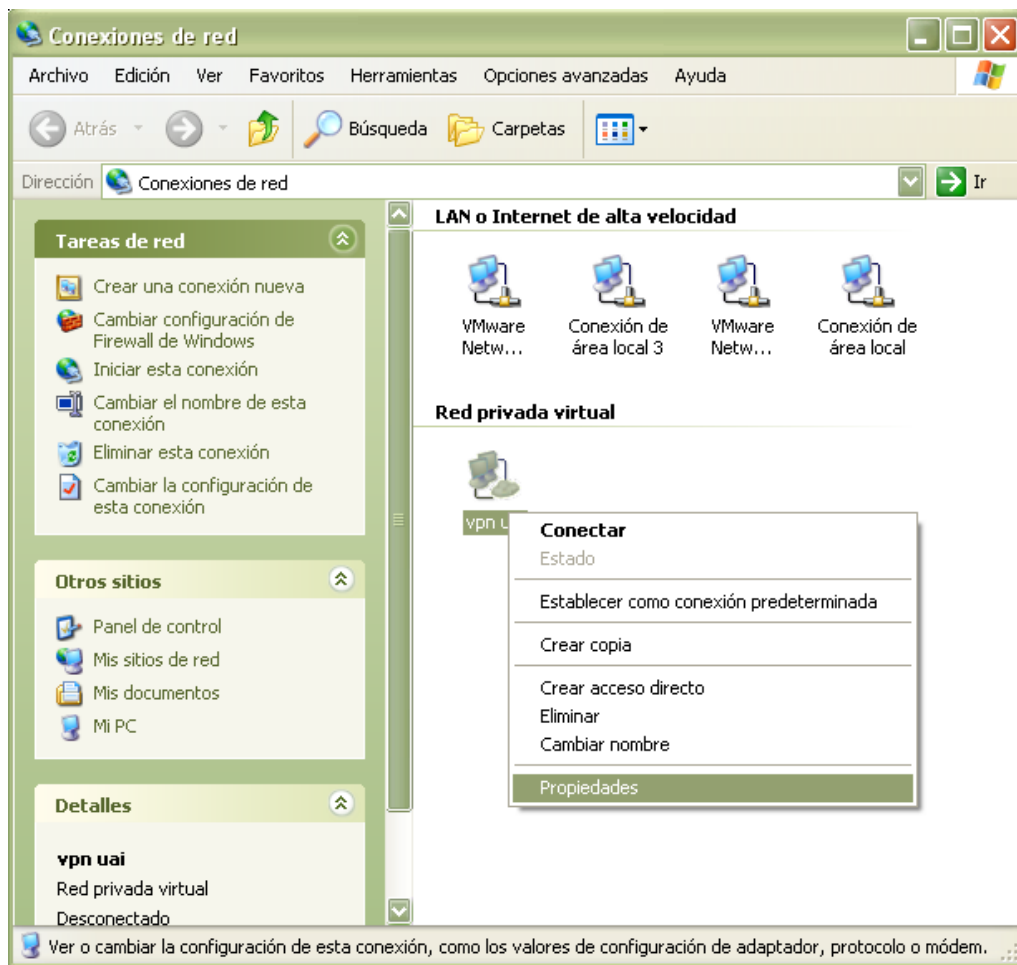 Conexiones de red
Archivo Edición Ver Favoritos Herramientas Opciones avanzadas Ayuda
Atrás Búsqueda Carpetas
Dirección Conexiones de red Ir
Tareas de red
Crear una conexión nueva
Cambiar configuración de
Firewall de Windows
Iniciar esta conexión
Cambiar el nombre de esta
conexión
Eliminar esta conexión
Cambiar la configuración de
esta conexión
Otros sitios
Panel de control
Mis sitios de red
Mis documentos
Mi PC
Detalles
vpn uai
Red privada virtual
Desconectado
LAN o Internet de alta velocidad
VMware
Netw...
Conexión de
área local 3
VMware
Netw...
Conexión de
área local
Red privada virtual
vpn u
Conectar
Estado
Establecer como conexión predeterminada
Crear copia
Crear acceso directo
Eliminar
Cambiar nombre
Propiedades
Ver o cambiar la configuración de esta conexión, como los valores de configuración de adaptador, protocolo o módem.